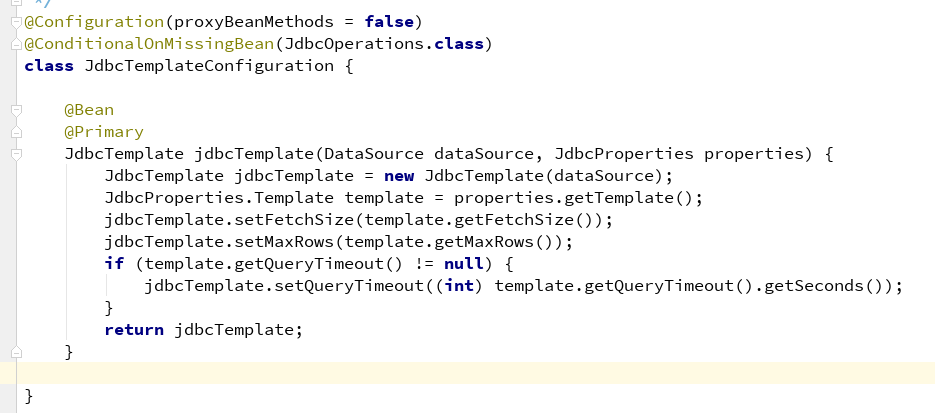 */
@Configuration(proxyBeanMethods = false)
@ConditionalOnMissingBean(JdbcOperations.class)
class JdbcTemplateConfiguration {
@Bean
@Primary
JdbcTemplate jdbcTemplate(DataSource dataSource, JdbcProperties properties) {
JdbcTemplate jdbcTemplate = new JdbcTemplate(dataSource);
JdbcProperties.Template template = properties.getTemplate();
jdbcTemplate.setFetchSize(template.getFetchSize());
jdbcTemplate.setMaxRows(template.getMaxRows());
if (template.getQueryTimeout() != null) {
jdbcTemplate.setQueryTimeout((int) template.getQueryTimeout().getSeconds());
}
return jdbcTemplate;
}
}